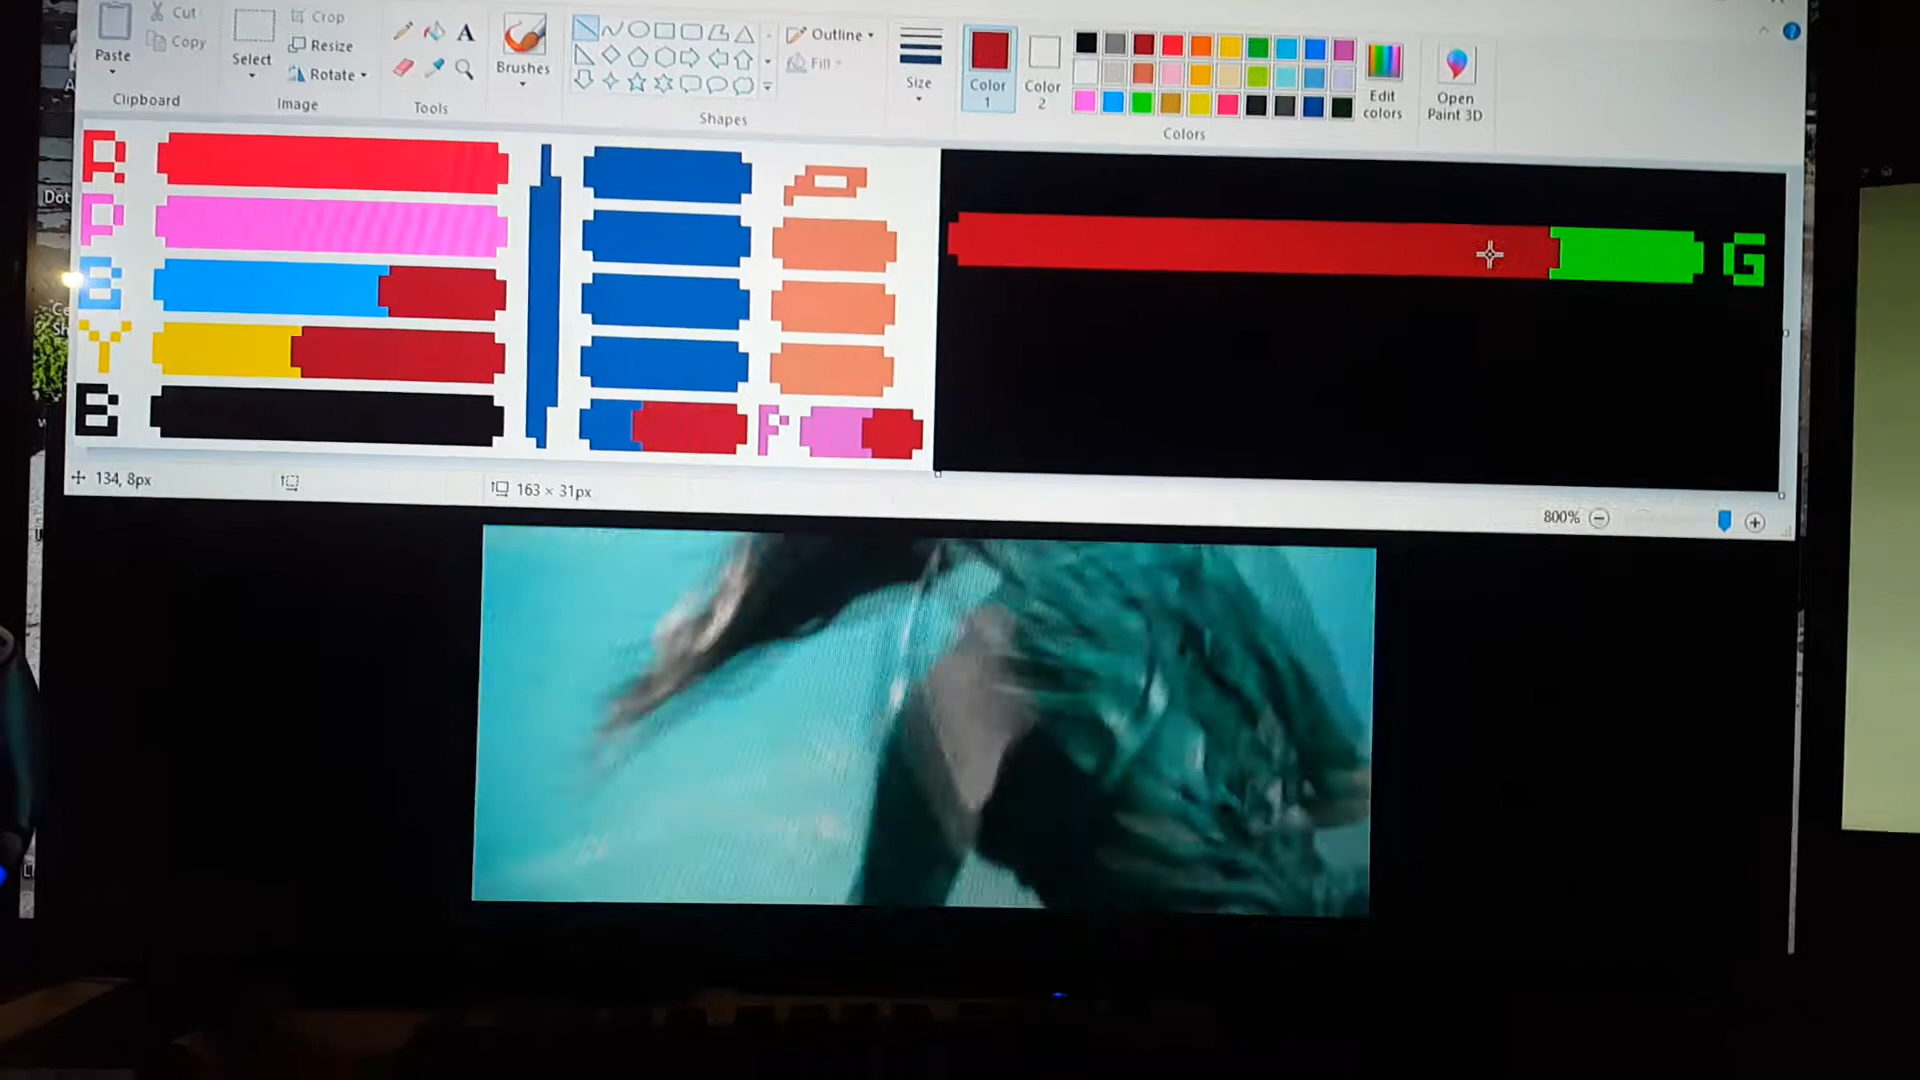 Cut
Copy
Paste
Clipboard
Crop
Resize
Rotate
Select
Image
A
Tools
Brushes
Shapes
Outline
Fill
Size
Color 1
Color 2
Edit colors
Open Paint 3D
Colors
Dot
R
P
B
Y
B
P
P
G
134, 8px
163 × 31px
800%